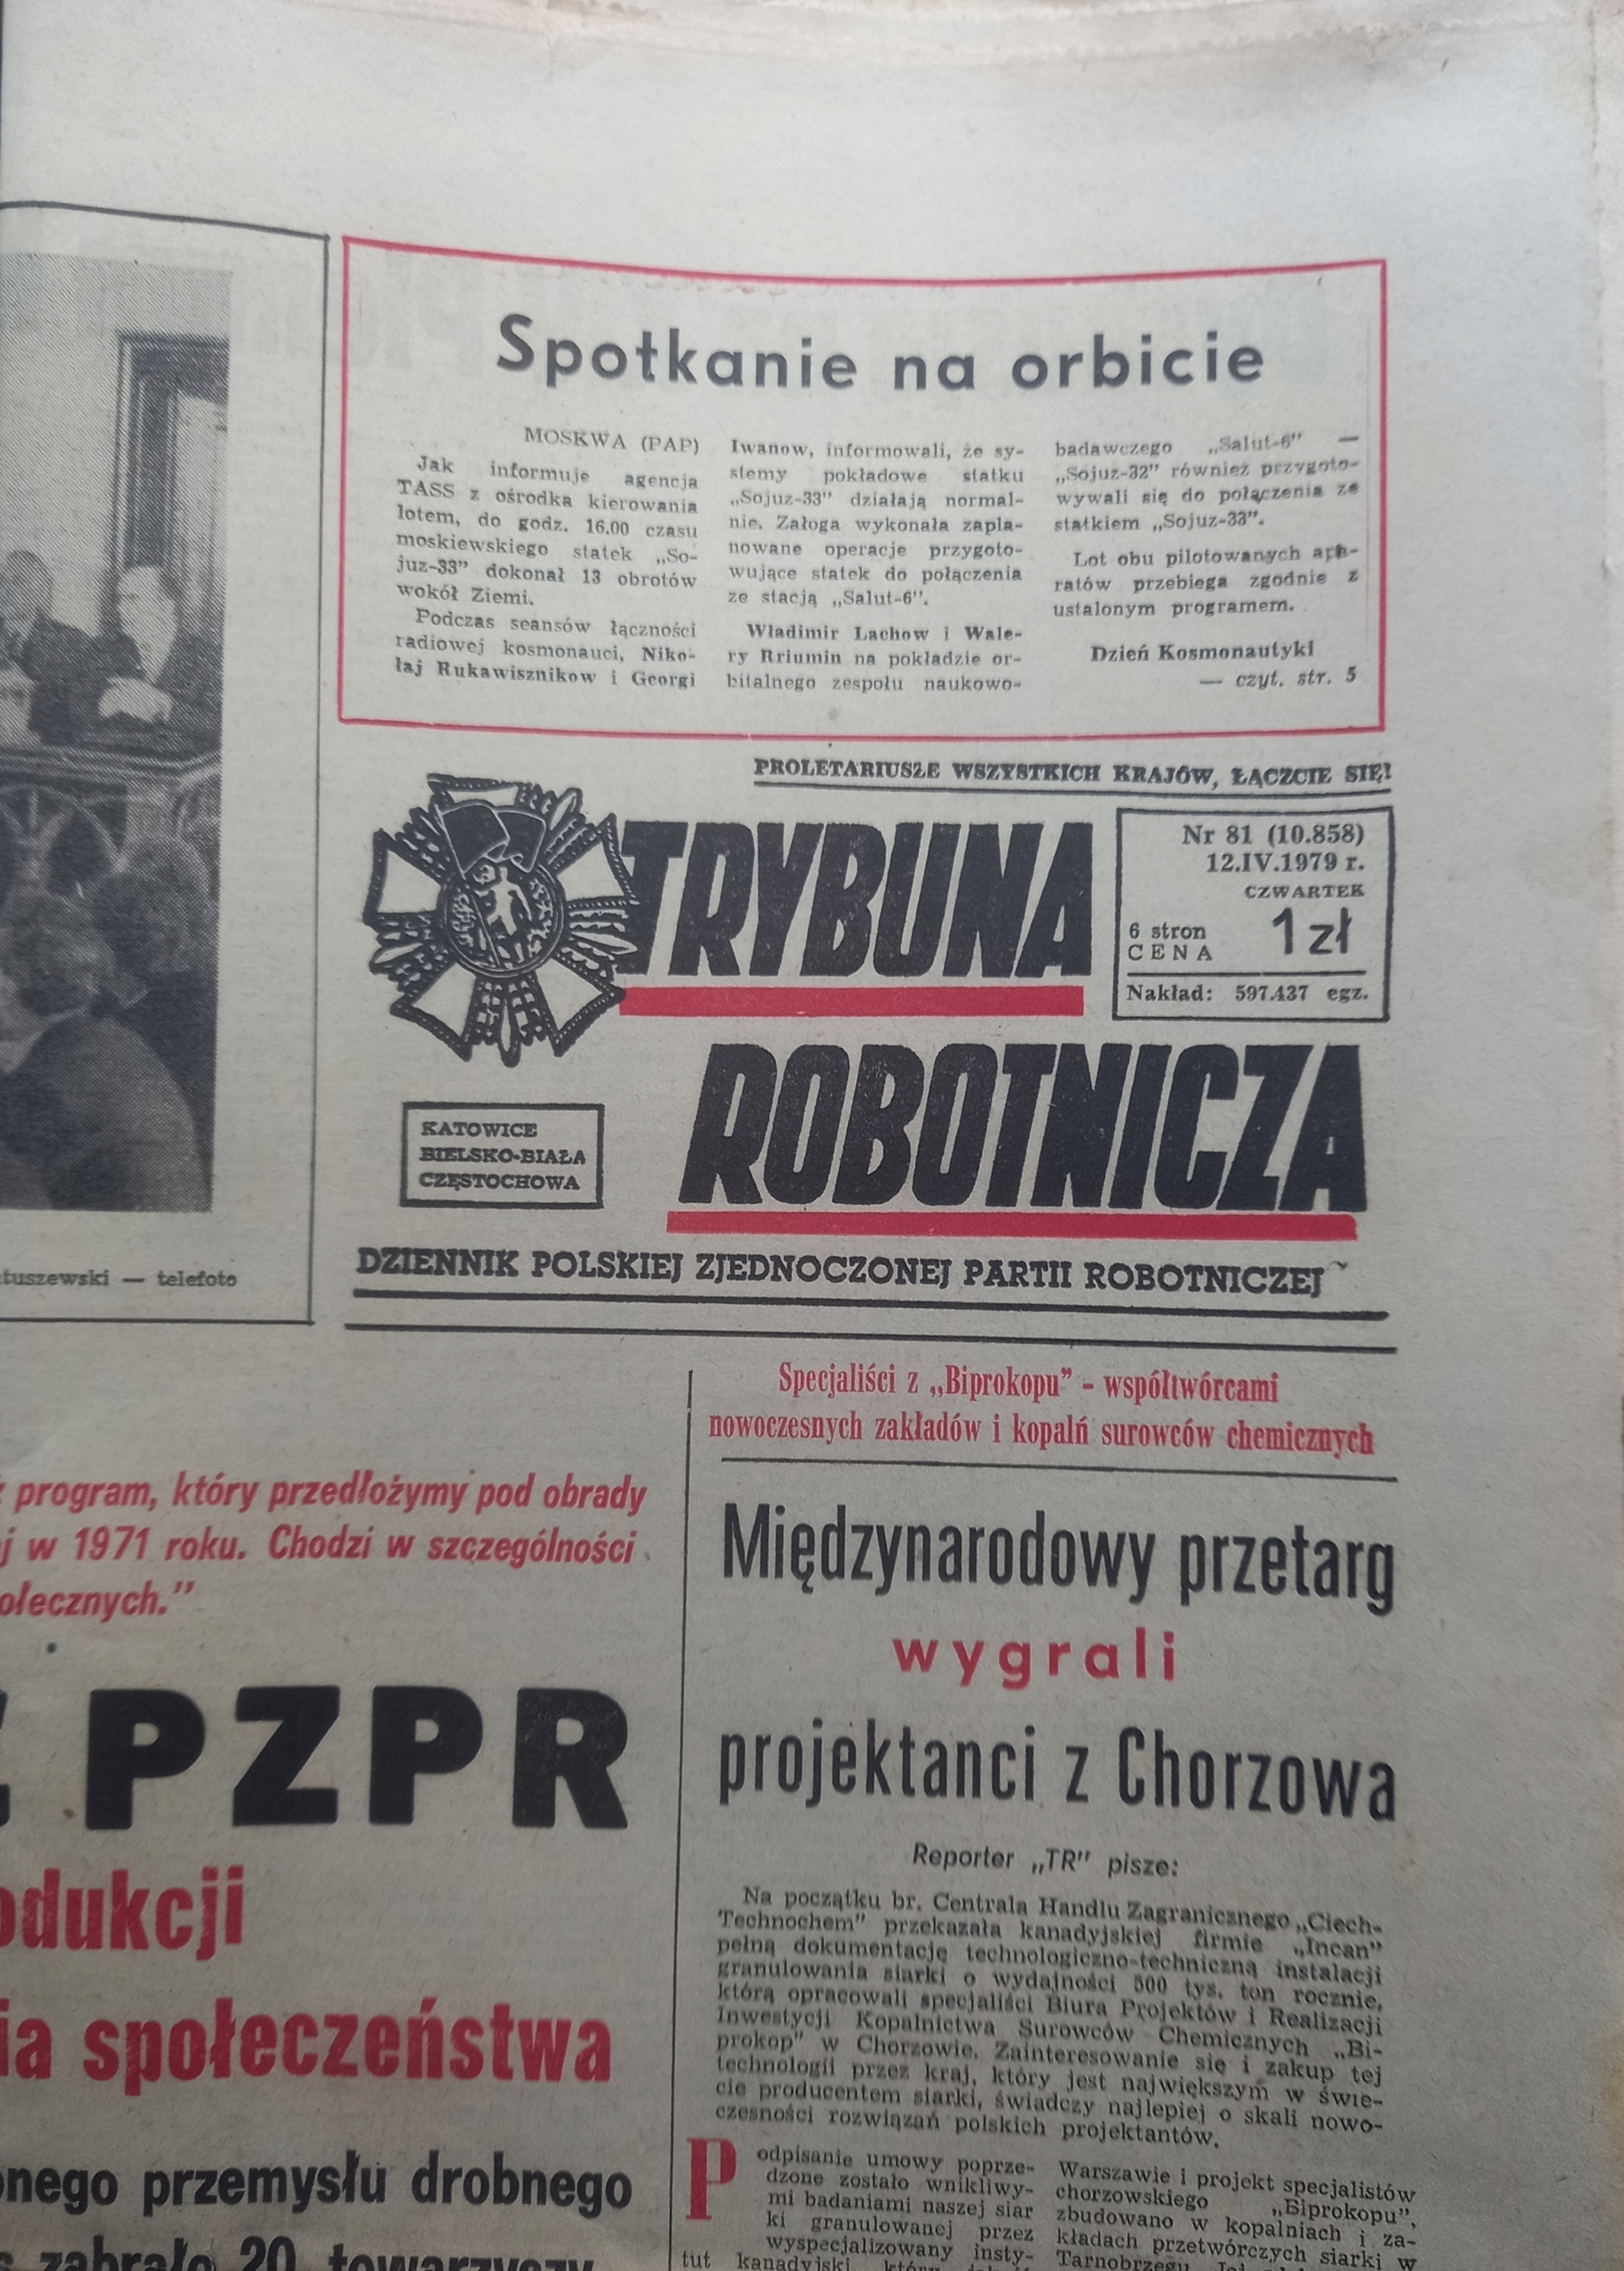 Spotkanie na orbicie
MOSKWA (PAP)
Jak informuje agencja
TASS z ośrodka kierowania
lotem, do godz. 16.00 czasu
moskiewskiego statek „So-
juz-33” dokonał 13 obrotów
wokół Ziemi.
Podczas seansów łączności
radiowej kosmonauci, Niko-
łaj Rukawisznikow i Georgi
Iwanow, informowali, że sy-
stemy pokładowe statku
„Sojuz-33” działają normal-
nie. Załoga wykonała zapla-
nowane operacje przygoto-
wujące statek do połączenia
ze stacją „Salut-6”.
Władimir Lachow i Wale-
ry Rriumin na pokładzie or-
bitalnego zespołu naukowo-
badawczego „Salut-6” —
„Sojuz-32” również przygoto-
wywali się do połączenia ze
statkiem „Sojuz-33”.
Lot obu pilotowanych apa-
ratów przebiega zgodnie z
ustalonym programem.
Dzień Kosmonautyki
— czyt. str. 5
PROLETARIUSZE WSZYSTKICH KRAJÓW, ŁĄCZCIE SIĘ!
TRYBUNA
ROBOTNICZA
Nr 81 (10.858)
12.IV.1979 r.
CZWARTEK
6 stron
CENA 1 zł
Nakład: 597.437 egz.
KATOWICE
BIELSKO-BIAŁA
CZĘSTOCHOWA
DZIENNIK POLSKIEJ ZJEDNOCZONEJ PARTII ROBOTNICZEJ
tuszewski — telefoto
program, który przedłożymy pod obrady
j w 1971 roku. Chodzi w szczególności
ołecznych.”
PZPR
odukcji
ia społeczeństwa
onego przemysłu drobnego
s zabrało 20 towarzyszy
Specjaliści z „Biprokopu” - współtwórcami
nowoczesnych zakładów i kopalń surowców chemicznych
Międzynarodowy przetarg
wygrali
projektanci z Chorzowa
Reporter „TR” pisze:
Na początku br. Centrala Handlu Zagranicznego „Ciech-
Technochem” przekazała kanadyjskiej firmie „Incan”
pełną dokumentację technologiczno-techniczną instalacji
granulowania siarki o wydajności 500 tys. ton rocznie,
którą opracowali specjaliści Biura Projektów i Realizacji
Inwestycji Kopalnictwa Surowców Chemicznych „Bi-
prokop” w Chorzowie. Zainteresowanie się i zakup tej
technologii przez kraj, który jest największym w świe-
cie producentem siarki, świadczy najlepiej o skali nowo-
czesności rozwiązań polskich projektantów.
Podpisanie umowy poprze-
dzone zostało wnikliwy-
mi badaniami naszej siar
ki granulowanej przez
wyspecjalizowany insty-
tut kanadyjski, który
Warszawie i projekt specjalistów
chorzowskiego „Biprokopu”,
zbudowano w kopalniach i za-
kładach przetwórczych siarki w
Tarnobrzegu.